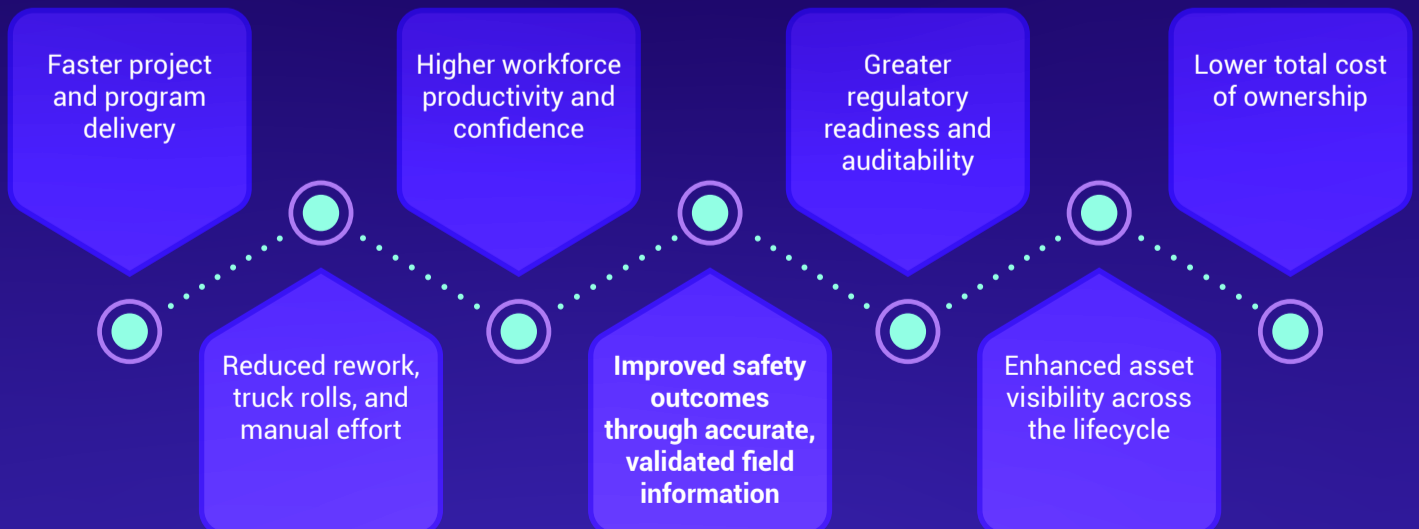 Faster project
and program
delivery
Reduced rework,
truck rolls, and
manual effort
Higher workforce
productivity and
confidence
Improved safety
outcomes
through accurate,
validated field
information
Greater
regulatory
readiness and
auditability
Enhanced asset
visibility across
the lifecycle
Lower total cost
of ownership